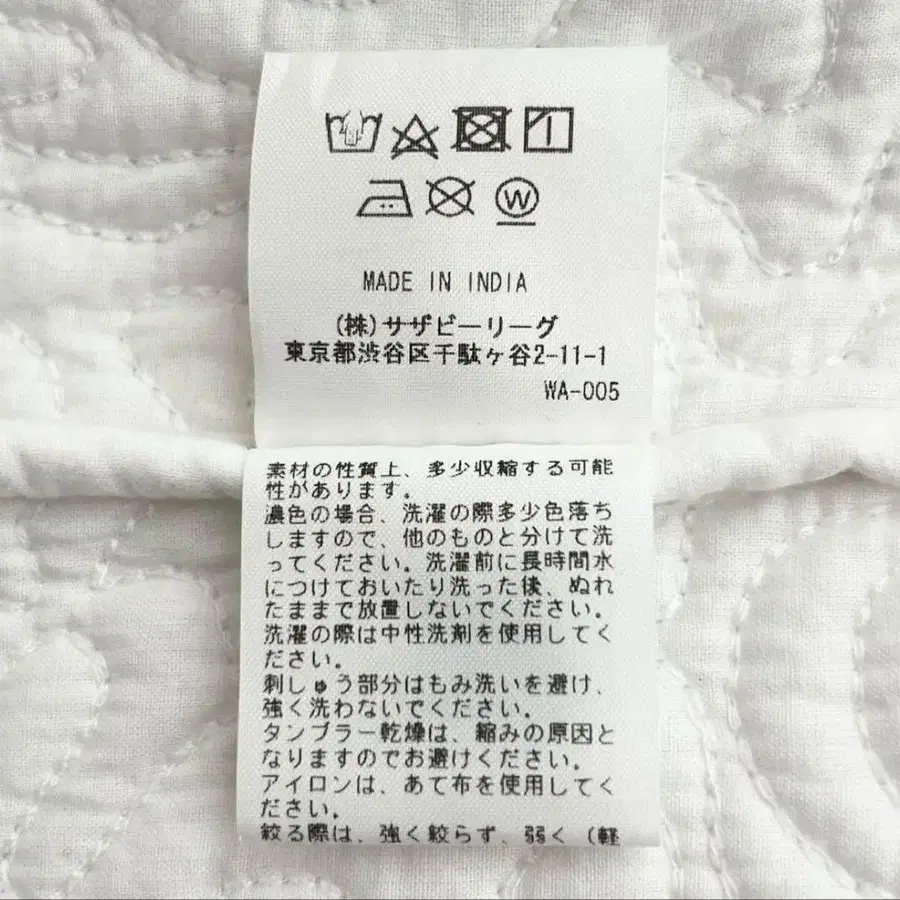 MADE IN INDIA
(株)サザビーリーグ
東京都渋谷区千駄ヶ谷2-11-1
WA-005
素材の性質上、多少収縮する可能
性があります。
濃色の場合、洗濯の際多少色落ち
しますので、他のものと分けて洗
ってください。洗濯前に長時間水
につけておいたり洗った後、ぬれ
たままで放置しないでください。
洗濯の際は中性洗剤を使用してく
ださい。
刺しゅう部分はもみ洗いを避け、
強く洗わないでください。
タンブラー乾燥は、縮みの原因と
なりますのでお避けください。
アイロンは、あて布を使用してく
ださい。
絞る際は、強く絞らず、弱く（軽